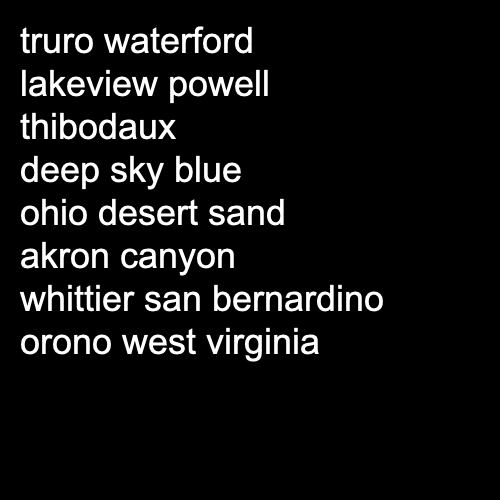 truro waterford
lakeview powell
thibodaux
deep sky blue
ohio desert sand
akron canyon
whittier san bernardino
orono west virginia